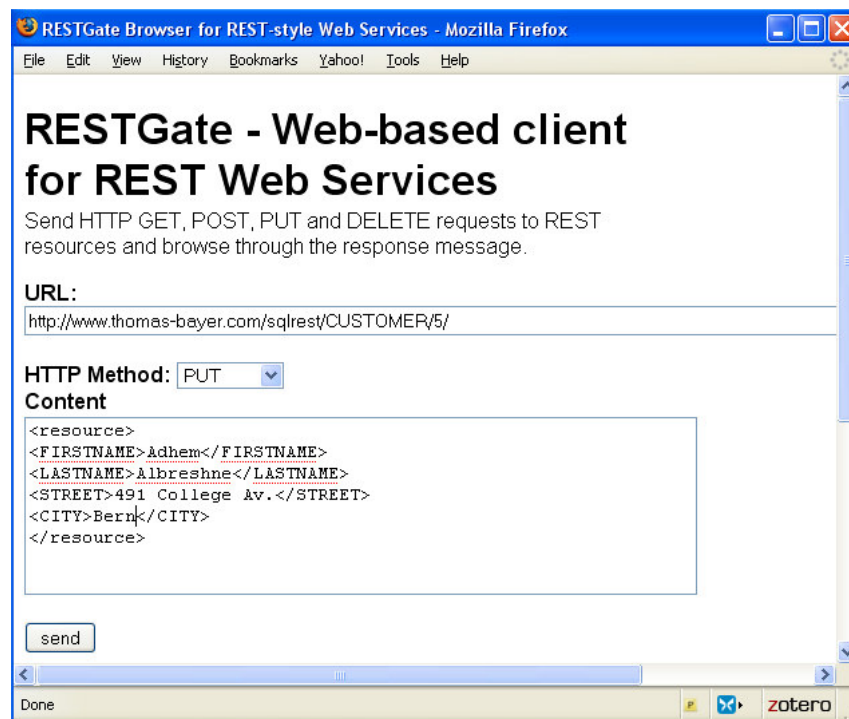 RESTGate Browser for REST-style Web Services - Mozilla Firefox
File Edit View History Bookmarks Yahoo! Tools Help
RESTGate - Web-based client
for REST Web Services
Send HTTP GET, POST, PUT and DELETE requests to REST
resources and browse through the response message.
URL:
http://www.thomas-bayer.com/sqlrest/CUSTOMER/5/
HTTP Method: PUT
Content
<resource>
<FIRSTNAME>Adhem</FIRSTNAME>
<LASTNAME>Albreshne</LASTNAME>
<STREET>491 College Av.</STREET>
<CITY>Bern</CITY>
</resource>
send
Done P zotero